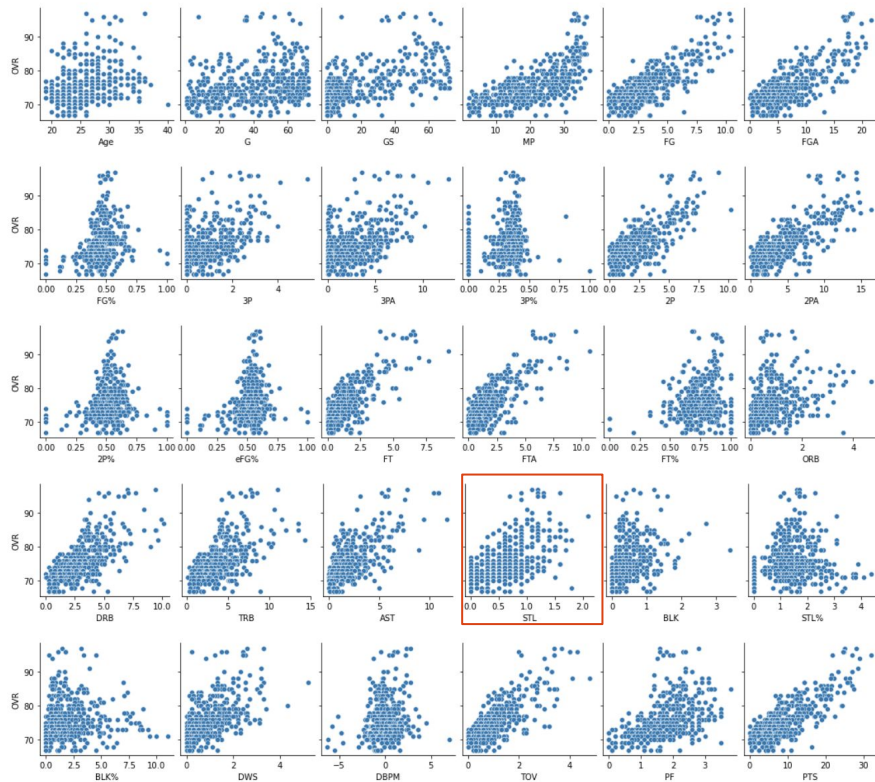 OVR
90
80
70
20 25 30 35 40
Age
0 20 40 60
G
0 20 40 60
GS
10 20 30
MP
0.0 2.5 5.0 7.5 10.0
FG
0 5 10 15 20
FGA
OVR
90
80
70
0.00 0.25 0.50 0.75 1.00
FG%
0 2 4
3P
0 5 10
3PA
0.0 0.2 0.4 0.6 0.8 1.0
3P%
0.0 2.5 5.0 7.5 10.0
2P
0 5 10 15
2PA
OVR
90
80
70
0.00 0.25 0.50 0.75 1.00
2P%
0.00 0.25 0.50 0.75 1.00
eFG%
0.0 2.5 5.0 7.5
FT
0.0 2.5 5.0 7.5 10.0
FTA
0.00 0.25 0.50 0.75 1.00
FT%
0 2 4
ORB
OVR
90
80
70
0.0 2.5 5.0 7.5 10.0
DRB
0 5 10 15
TRB
0 5 10
AST
0.0 0.5 1.0 1.5 2.0
STL
0 1 2 3
BLK
0 1 2 3 4
STL%
OVR
90
80
70
0.0 2.5 5.0 7.5 10.0
BLK%
0 2 4
DWS
−5 0 5
DBPM
0 2 4
TOV
0 1 2 3
PF
0 10 20 30
PTS